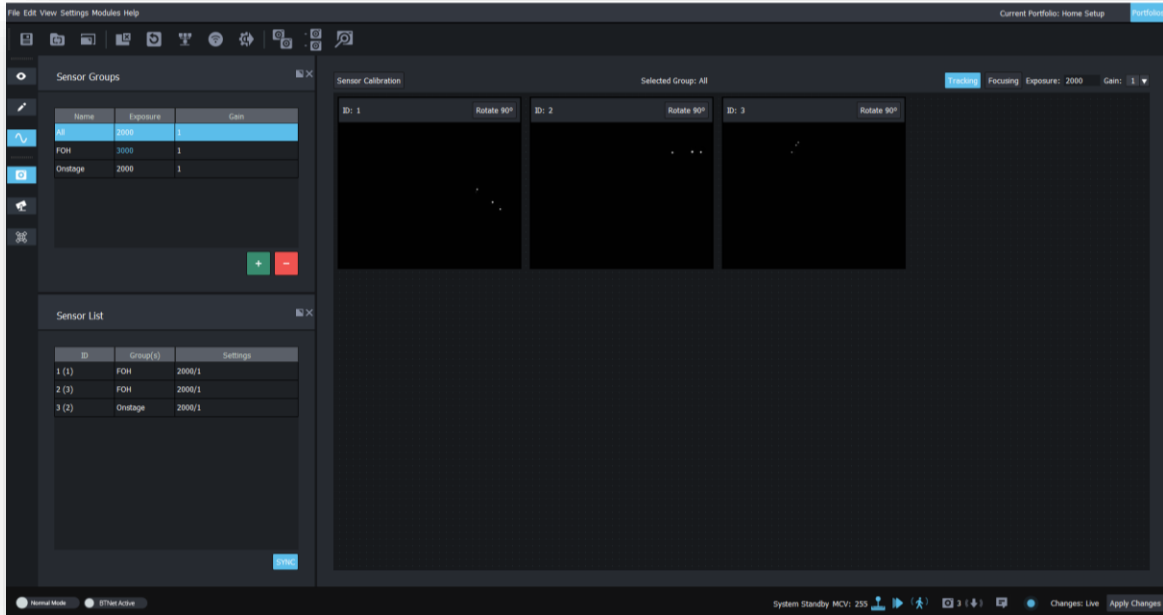 File Edit View Settings Modules Help
Current Portfolio: Home Setup
Portfolio
Sensor Groups
Name Exposure Gain
All 2000 1
FOH 3000 1
Onstage 2000 1
+ −
Sensor List
ID Group(s) Settings
1 (1) FOH 2000/1
2 (3) FOH 2000/1
3 (2) Onstage 2000/1
SYNC
Sensor Calibration
Selected Group: All
Tracking Focusing Exposure: 2000 Gain: 1
ID: 1 Rotate 90º
ID: 2 Rotate 90º
ID: 3 Rotate 90º
Normal Mode
BTNet Active
System Standby MCV: 255
3
Changes: Live
Apply Changes